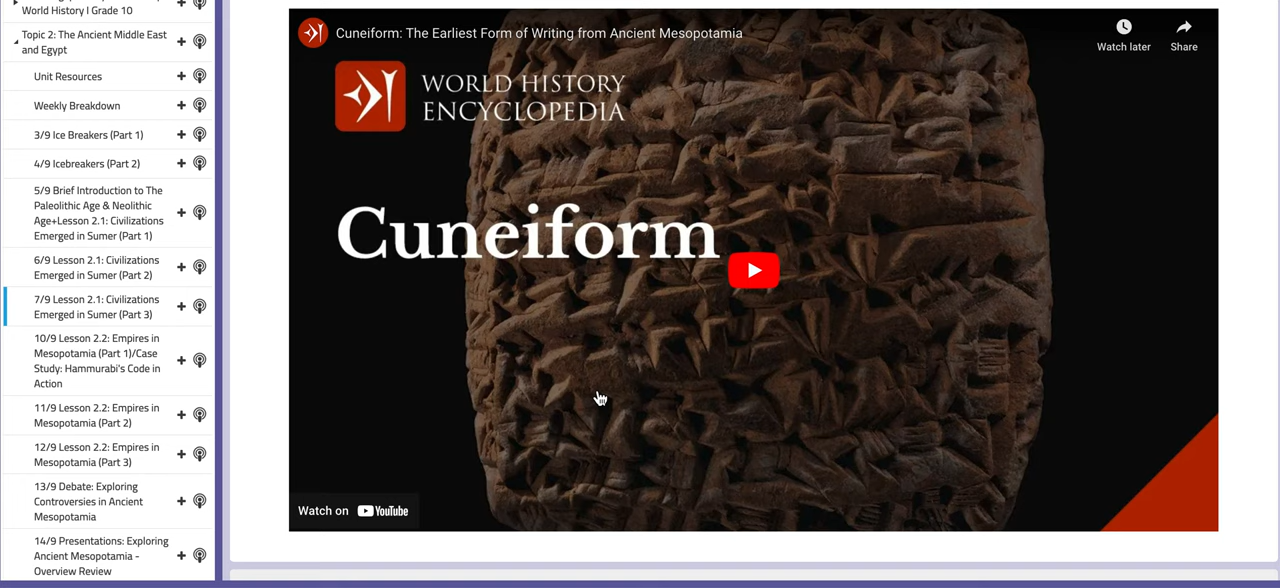 World History I Grade 10
Topic 2: The Ancient Middle East
and Egypt
Unit Resources
Weekly Breakdown
3/9 Ice Breakers (Part 1)
4/9 Icebreakers (Part 2)
5/9 Brief Introduction to The
Paleolithic Age & Neolithic
Age+Lesson 2.1: Civilizations
Emerged in Sumer (Part 1)
6/9 Lesson 2.1: Civilizations
Emerged in Sumer (Part 2)
7/9 Lesson 2.1: Civilizations
Emerged in Sumer (Part 3)
10/9 Lesson 2.2: Empires in
Mesopotamia (Part 1)/Case
Study: Hammurabi's Code in
Action
11/9 Lesson 2.2: Empires in
Mesopotamia (Part 2)
12/9 Lesson 2.2: Empires in
Mesopotamia (Part 3)
13/9 Debate: Exploring
Controversies in Ancient
Mesopotamia
14/9 Presentations: Exploring
Ancient Mesopotamia -
Overview Review
Cuneiform: The Earliest Form of Writing from Ancient Mesopotamia
Watch later
Share
WORLD HISTORY
ENCYCLOPEDIA
Cuneiform
Watch on YouTube